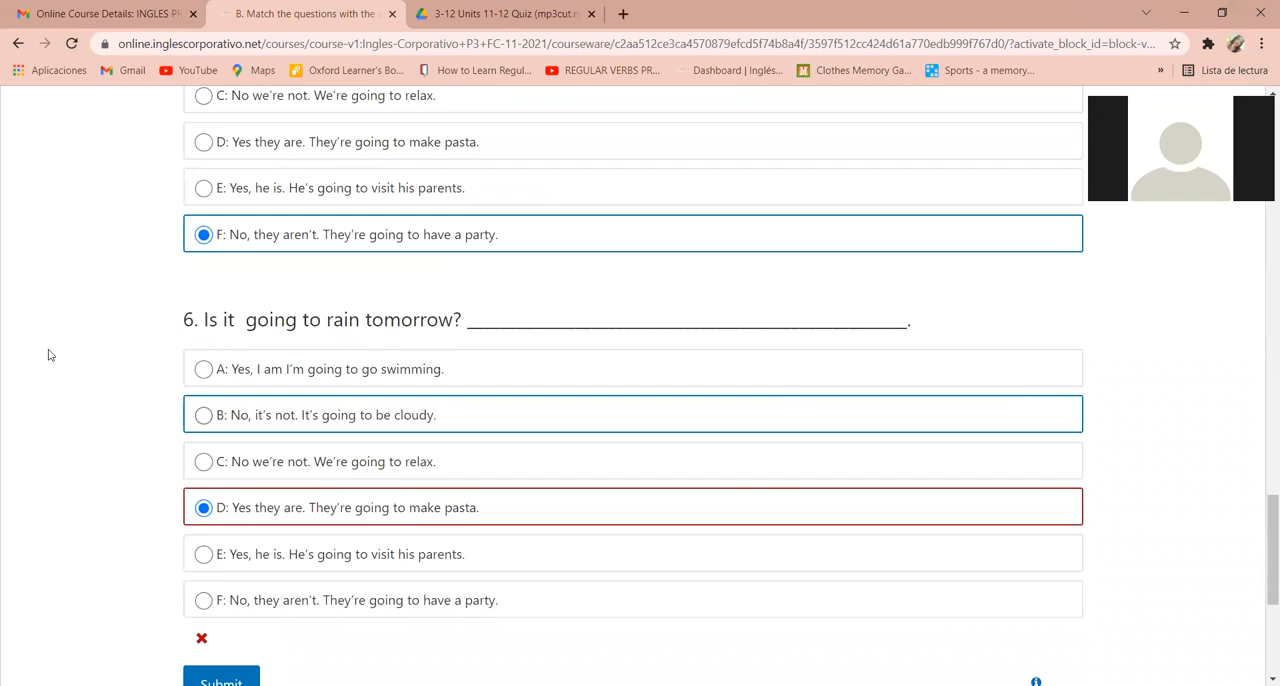 Online Course Details: INGLES P
B. Match the questions with the a
3-12 Units 11-12 Quiz (mp3cut.n
online.inglescorporativo.net/courses/course-v1:Ingles-Corporativo+P3+FC-11-2021/courseware/c2aa512ce3ca4570879efcd5f74b8a4f/3597f512cc424d61a770edb999f767d0/?activate_block_id=block-v...
Aplicaciones Gmail YouTube Maps Oxford Learner's Bo... How to Learn Regul... REGULAR VERBS PR... Dashboard | Inglés... Clothes Memory Ga... Sports - a memory... » Lista de lectura
C: No we're not. We're going to relax.
D: Yes they are. They're going to make pasta.
E: Yes, he is. He's going to visit his parents.
F: No, they aren't. They're going to have a party.
6. Is it going to rain tomorrow? ______________________________________________.
A: Yes, I am I'm going to go swimming.
B: No, it's not. It's going to be cloudy.
C: No we're not. We're going to relax.
D: Yes they are. They're going to make pasta.
E: Yes, he is. He's going to visit his parents.
F: No, they aren't. They're going to have a party.
Submit